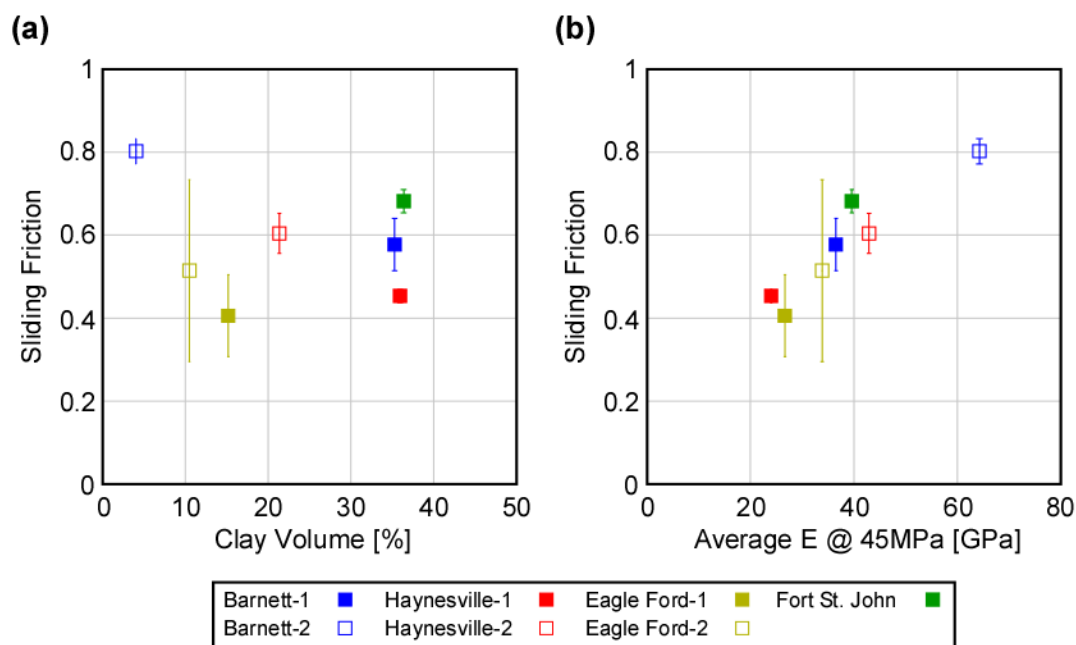 (a)
1
0.8
0.6
0.4
0.2
0
Sliding Friction
0 10 20 30 40 50
Clay Volume [%]
(b)
1
0.8
0.6
0.4
0.2
0
Sliding Friction
0 20 40 60 80
Average E @ 45MPa [GPa]
Barnett-1 Haynesville-1 Eagle Ford-1 Fort St. John
Barnett-2 Haynesville-2 Eagle Ford-2